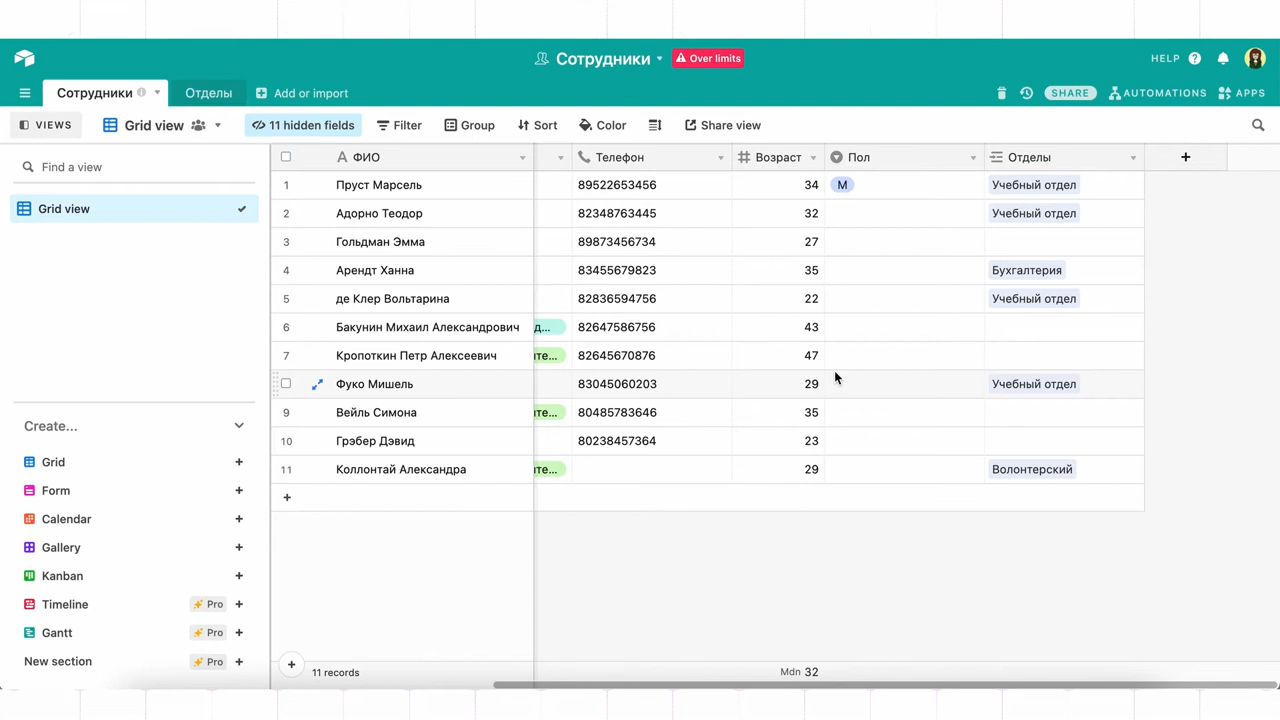 Сотрудники
Over limits
HELP
Сотрудники
Отделы
Add or import
SHARE
AUTOMATIONS
APPS
VIEWS
Grid view
11 hidden fields
Filter
Group
Sort
Color
Share view
Find a view
Grid view
Create...
Grid
Form
Calendar
Gallery
Kanban
Timeline Pro
Gantt Pro
New section Pro
ФИО Телефон Возраст Пол Отделы
1 Пруст Марсель 89522653456 34 М Учебный отдел
2 Адорно Теодор 82348763445 32 Учебный отдел
3 Гольдман Эмма 89873456734 27
4 Арендт Ханна 83455679823 35 Бухгалтерия
5 де Клер Вольтарина 82836594756 22 Учебный отдел
6 Бакунин Михаил Александрович д... 82647586756 43
7 Кропоткин Петр Алексеевич те... 82645670876 47
Фуко Мишель 83045060203 29 Учебный отдел
9 Вейль Симона те... 80485783646 35
10 Грэбер Дэвид 80238457364 23
11 Коллонтай Александра те... 29 Волонтерский
11 records
Mdn 32